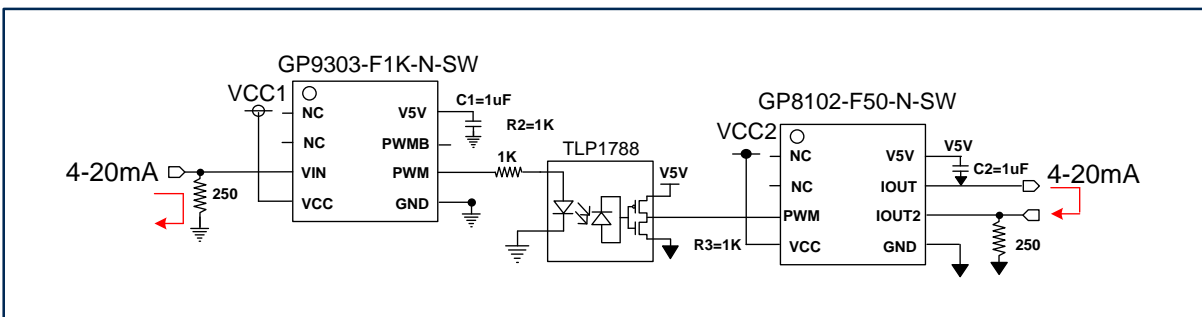 GP9303-F1K-N-SW
VCC1
NC
NC
VIN
VCC
V5V
PWMB
PWM
GND
C1=1uF
R2=1K
1K
4-20mA
250
TLP1788
V5V
GP8102-F50-N-SW
VCC2
NC
NC
PWM
VCC
V5V
IOUT
IOUT2
GND
R3=1K
V5V
C2=1uF
4-20mA
250